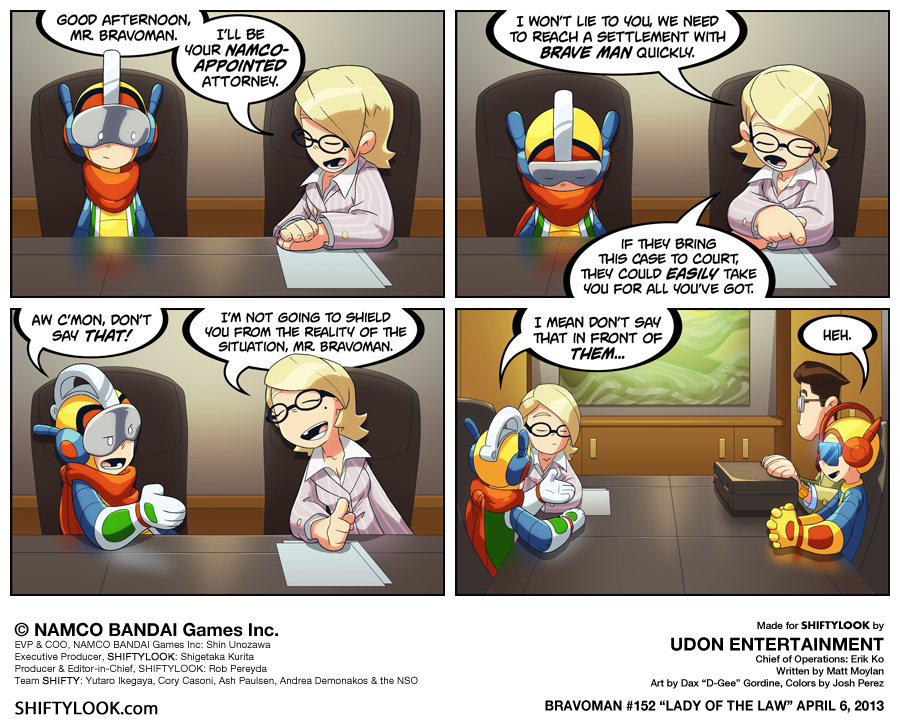 GOOD AFTERNOON,
MR. BRAVOMAN.
I'LL BE
YOUR NAMCO-
APPOINTED
ATTORNEY.
I WON'T LIE TO YOU, WE NEED
TO REACH A SETTLEMENT WITH
BRAVE MAN QUICKLY.
IF THEY BRING
THIS CASE TO COURT,
THEY COULD EASILY TAKE
YOU FOR ALL YOU'VE GOT.
AW C'MON, DON'T
SAY THAT!
I'M NOT GOING TO SHIELD
YOU FROM THE REALITY OF THE
SITUATION, MR. BRAVOMAN.
I MEAN DON'T SAY
THAT IN FRONT OF
THEM...
HEH.
© NAMCO BANDAI Games Inc.
EVP & COO, NAMCO BANDAI Games Inc: Shin Unozawa
Executive Producer, SHIFTYLOOK: Shigetaka Kurita
Producer & Editor-in-Chief, SHIFTYLOOK: Rob Pereyda
Team SHIFTY: Yutaro Ikegaya, Cory Casoni, Ash Paulsen, Andrea Demonakos & the NSO
SHIFTYLOOK.com
Made for SHIFTYLOOK by
UDON ENTERTAINMENT
Chief of Operations: Erik Ko
Written by Matt Moylan
Art by Dax “D-Gee” Gordine, Colors by Josh Perez
BRAVOMAN #152 “LADY OF THE LAW” APRIL 6, 2013